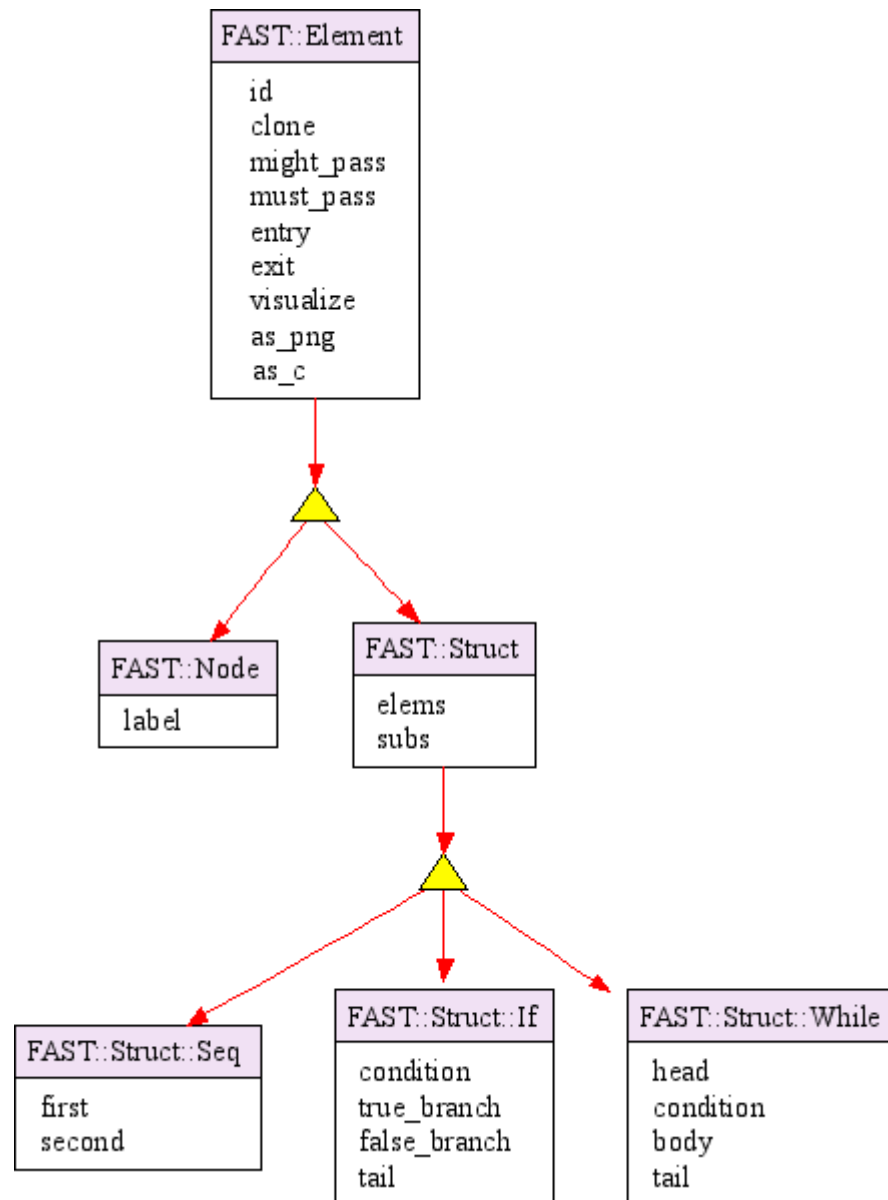 FAST::Element
id
clone
might_pass
must_pass
entry
exit
visualize
as_png
as_c
FAST::Node
label
FAST::Struct
elems
subs
FAST::Struct::Seq
first
second
FAST::Struct::If
condition
true_branch
false_branch
tail
FAST::Struct::While
head
condition
body
tail